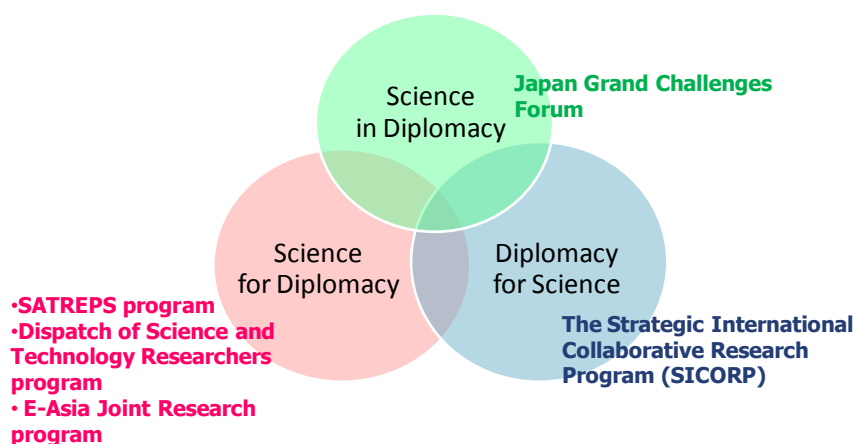 Science
in Diplomacy
Japan Grand Challenges
Forum
Science
for Diplomacy
Diplomacy
for Science
•SATREPS program
•Dispatch of Science and
Technology Researchers
program
• E-Asia Joint Research
program
The Strategic International
Collaborative Research
Program (SICORP)